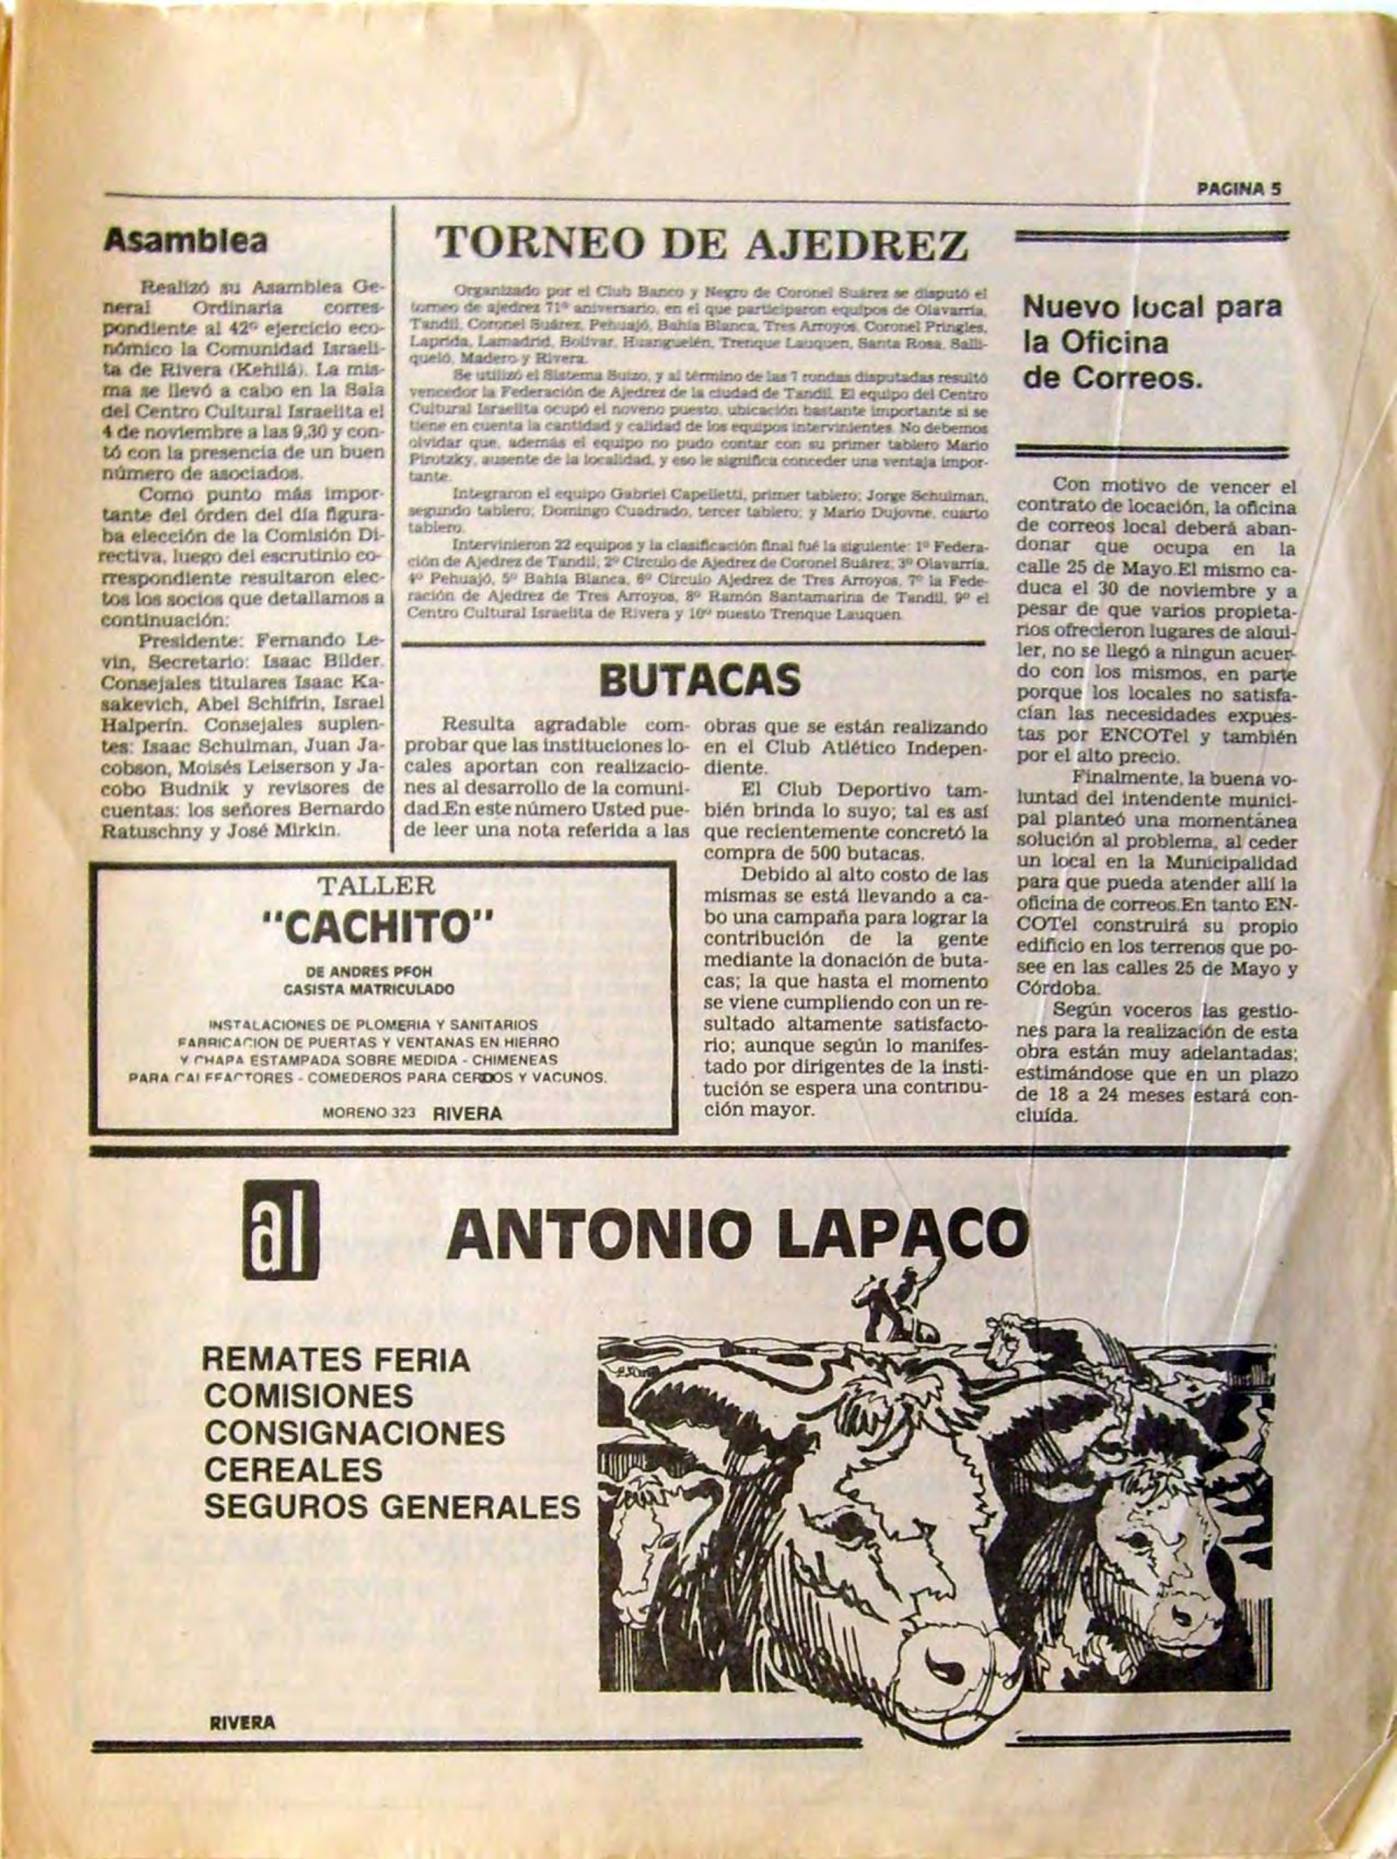 PAGINA 5
Asamblea
Realizó su Asamblea Ge-
neral Ordinaria corres-
pondiente al 42º ejercicio eco-
nómico la Comunidad Israeli-
ta de Rivera (Kehilá). La mis-
ma se llevó a cabo en la Sala
del Centro Cultural Israelita el
4 de noviembre a las 9,30 y con-
tó con la presencia de un buen
número de asociados.
Como punto más impor-
tante del órden del día figura-
ba elección de la Comisión Di-
rectiva, luego del escrutinio co-
rrespondiente resultaron elec-
tos los socios que detallamos a
continuación:
Presidente: Fernando Le-
vin, Secretario: Isaac Bilder.
Consejales titulares Isaac Ka-
sakevich, Abel Schifrin, Israel
Halperin. Consejales suplen-
tes: Isaac Schulman, Juan Ja-
cobson, Moisés Leiserson y Ja-
cobo Budnik y revisores de
cuentas: los señores Bernardo
Ratuschny y José Mirkin.
TORNEO DE AJEDREZ
Organizado por el Club Banco y Negro de Coronel Suárez se disputó el
torneo de ajedrez 71º aniversario, en el que participaron equipos de Olavarría,
Tandil, Coronel Suárez, Pehuajó, Bahía Blanca, Tres Arroyos, Coronel Pringles,
Laprida, Lamadrid, Bolívar, Huanguelén, Trenque Lauquen, Santa Rosa, Salli-
queló, Madero y Rivera.
Se utilizó el Sistema Suizo, y al término de las 7 rondas disputadas resultó
vencedor la Federación de Ajedrez de la ciudad de Tandil. El equipo del Centro
Cultural Israelita ocupó el noveno puesto, ubicación bastante importante si se
tiene en cuenta la cantidad y calidad de los equipos intervinientes. No debemos
olvidar que, además el equipo no pudo contar con su primer tablero Mario
Pirotzky, ausente de la localidad, y eso le significa conceder una ventaja impor-
tante.
Integraron el equipo Gabriel Capelletti, primer tablero; Jorge Schulman,
segundo tablero; Domingo Cuadrado, tercer tablero; y Mario Dujovne, cuarto
tablero.
Intervinieron 22 equipos y la clasificación final fué la siguiente: 1º Federa-
ción de Ajedrez de Tandil, 2º Círculo de Ajedrez de Coronel Suárez, 3º Olavarría,
4º Pehuajó, 5º Bahía Blanca, 6º Círculo Ajedrez de Tres Arroyos, 7º la Fede-
ración de Ajedrez de Tres Arroyos, 8º Ramón Santamarina de Tandil, 9º el
Centro Cultural Israelita de Rivera y 10º puesto Trenque Lauquen.
BUTACAS
Resulta agradable com-
probar que las instituciones lo-
cales aportan con realizacio-
nes al desarrollo de la comuni-
dad.En este número Usted pue-
de leer una nota referida a las
obras que se están realizando
en el Club Atlético Indepen-
diente.
El Club Deportivo tam-
bién brinda lo suyo; tal es así
que recientemente concretó la
compra de 500 butacas.
Debido al alto costo de las
mismas se está llevando a ca-
bo una campaña para lograr la
contribución de la gente
mediante la donación de buta-
cas; la que hasta el momento
se viene cumpliendo con un re-
sultado altamente satisfacto-
rio; aunque según lo manifes-
tado por dirigentes de la insti-
tución se espera una contribu-
ción mayor.
Nuevo local para
la Oficina
de Correos.
Con motivo de vencer el
contrato de locación, la oficina
de correos local deberá aban-
donar que ocupa en la
calle 25 de Mayo.El mismo ca-
duca el 30 de noviembre y a
pesar de que varios propieta-
rios ofrecieron lugares de alqui-
ler, no se llegó a ningun acuer-
do con los mismos, en parte
porque los locales no satisfa-
cían las necesidades expues-
tas por ENCOTel y también
por el alto precio.
Finalmente, la buena vo-
luntad del intendente munici-
pal planteó una momentánea
solución al problema, al ceder
un local en la Municipalidad
para que pueda atender allí la
oficina de correos.En tanto EN-
COTel construirá su propio
edificio en los terrenos que po-
see en las calles 25 de Mayo y
Córdoba.
Según voceros las gestio-
nes para la realización de esta
obra están muy adelantadas;
estimándose que en un plazo
de 18 a 24 meses estará con-
cluída.
TALLER
"CACHITO"
DE ANDRES PFOH
GASISTA MATRICULADO
INSTALACIONES DE PLOMERIA Y SANITARIOS
FABRICACION DE PUERTAS Y VENTANAS EN HIERRO
Y CHAPA ESTAMPADA SOBRE MEDIDA - CHIMENEAS
PARA CALEFACTORES - COMEDEROS PARA CERDOS Y VACUNOS.
MORENO 323 RIVERA
al
ANTONIO LAPACO
REMATES FERIA
COMISIONES
CONSIGNACIONES
CEREALES
SEGUROS GENERALES
RIVERA